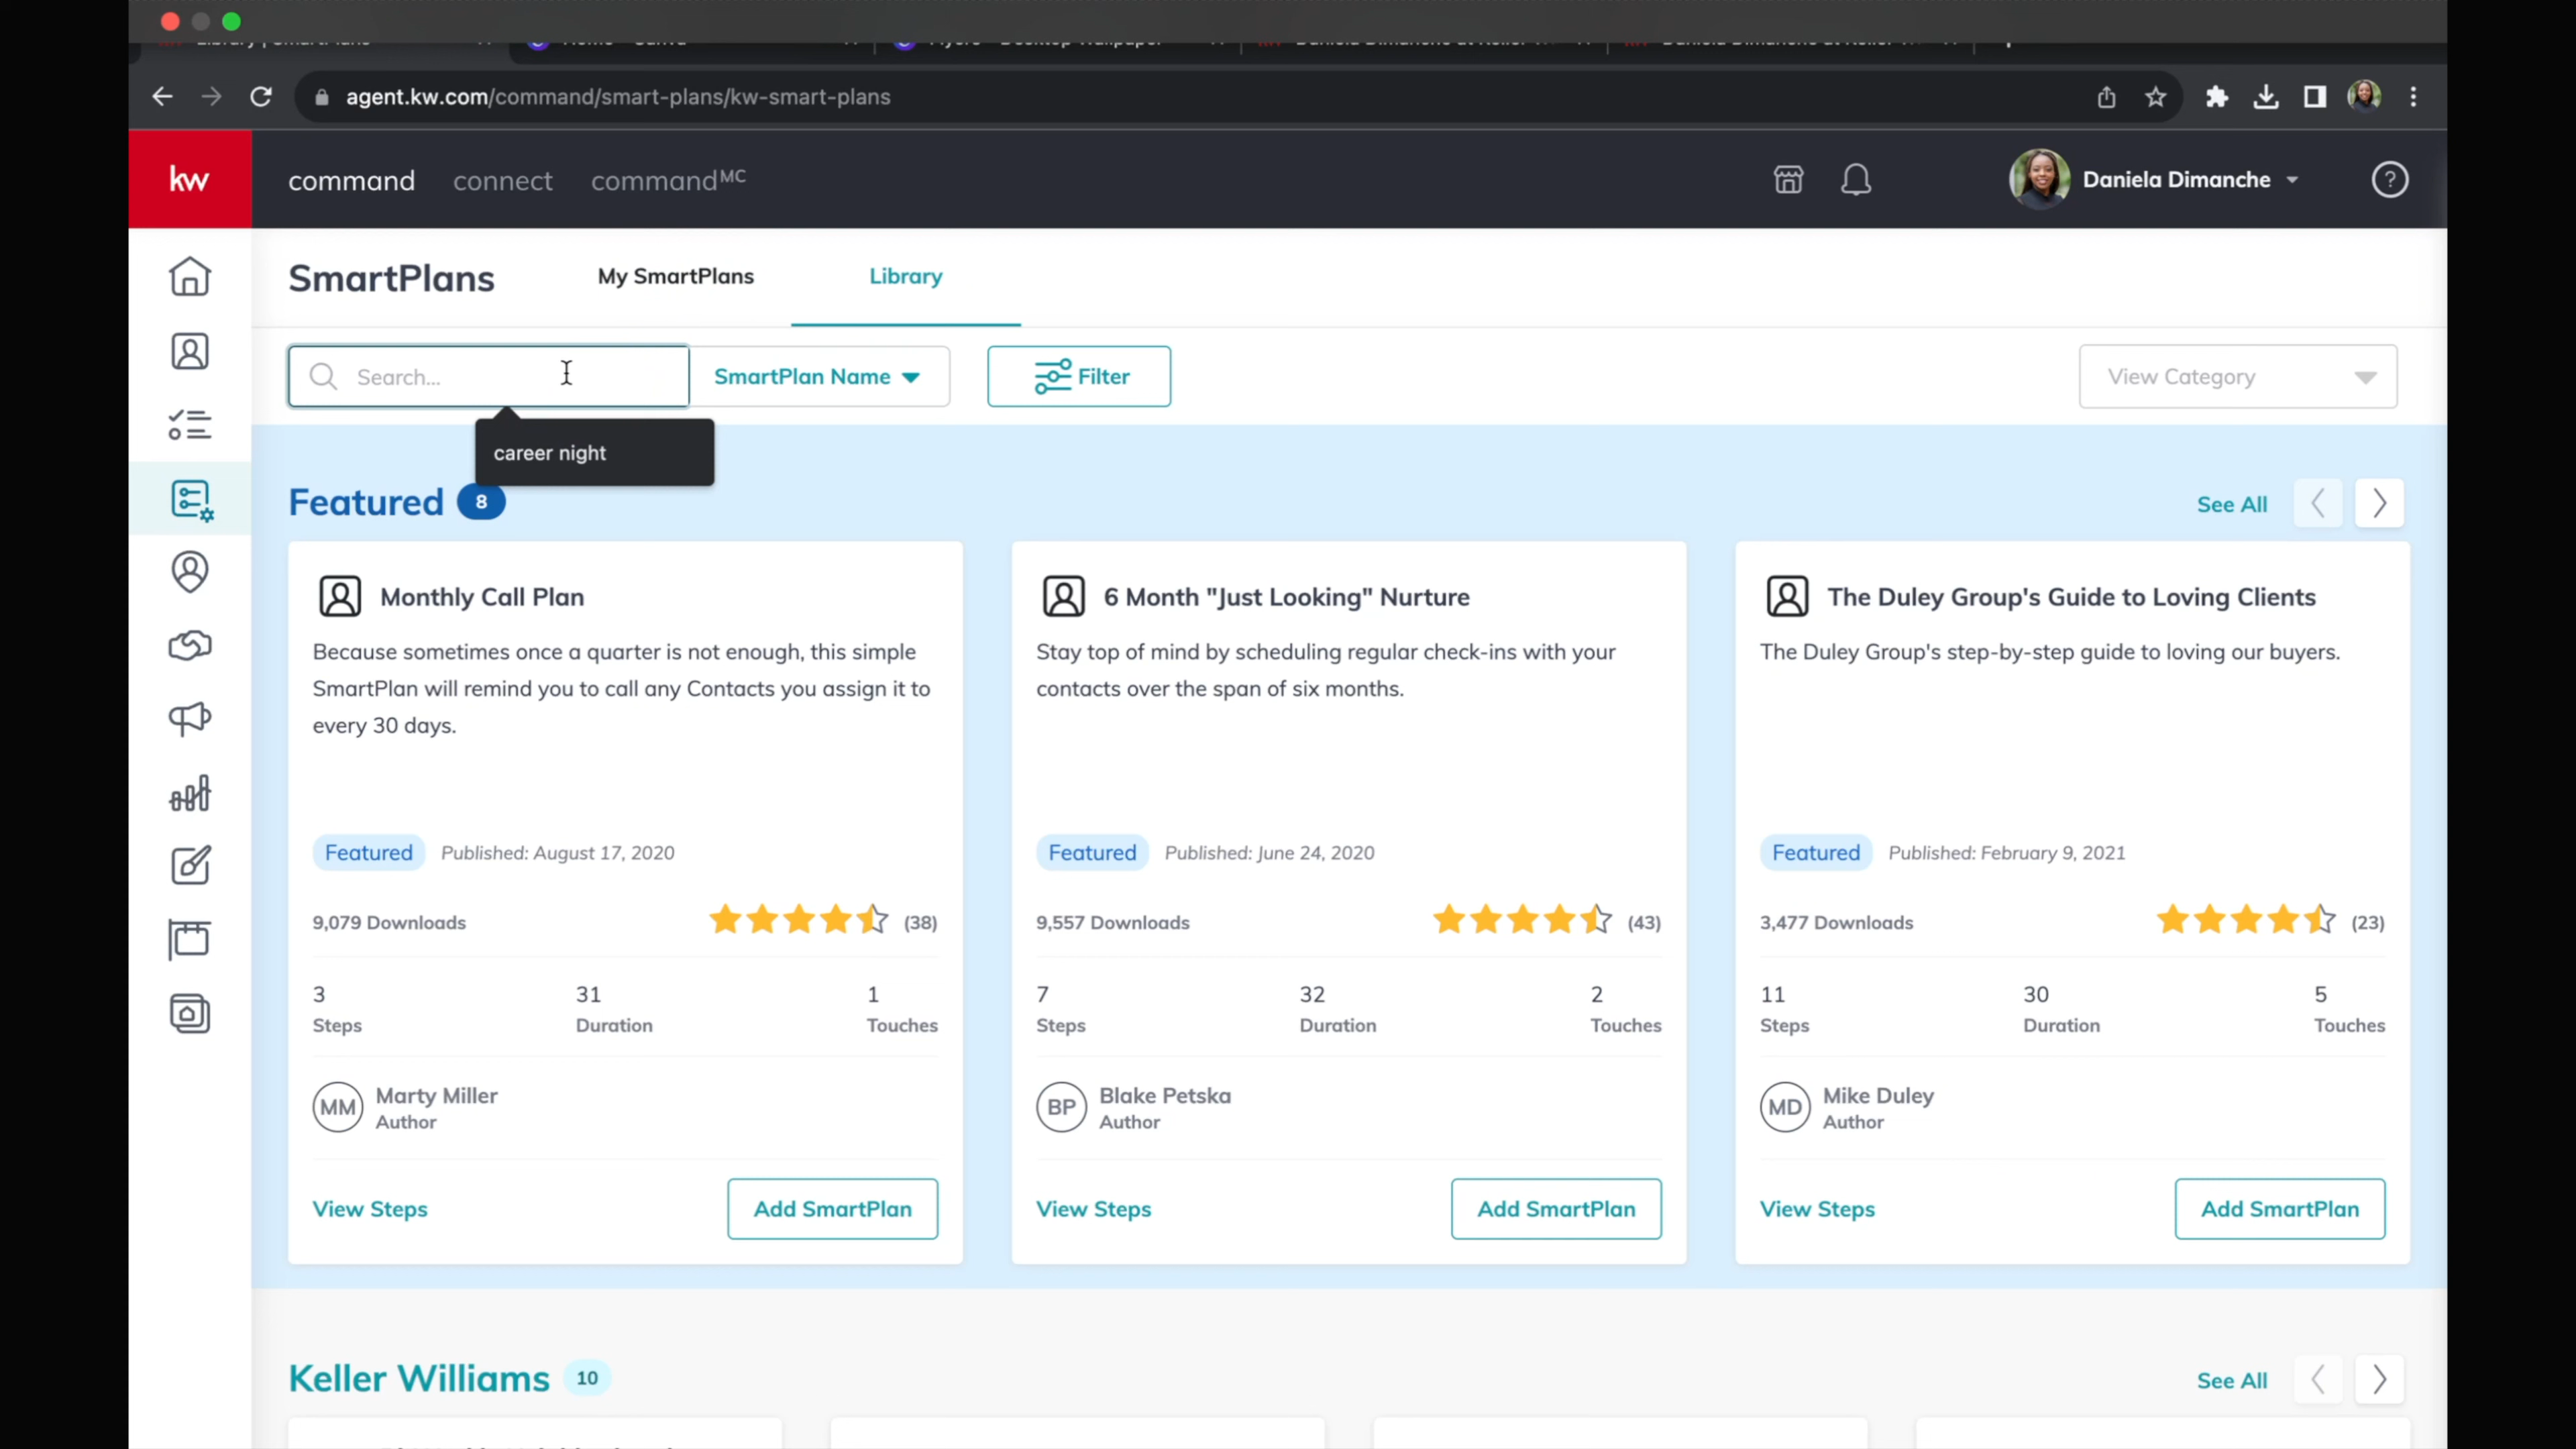 agent.kw.com/command/smart-plans/kw-smart-plans
kw
command
connect
commandMC
Daniela Dimanche
?
SmartPlans
My SmartPlans
Library
Search...
SmartPlan Name
Filter
View Category
career night
Featured 8
See All
Monthly Call Plan
Because sometimes once a quarter is not enough, this simple
SmartPlan will remind you to call any Contacts you assign it to
every 30 days.
Featured
Published: August 17, 2020
9,079 Downloads
(38)
3
Steps
31
Duration
1
Touches
MM
Marty Miller
Author
View Steps
Add SmartPlan
6 Month "Just Looking" Nurture
Stay top of mind by scheduling regular check-ins with your
contacts over the span of six months.
Featured
Published: June 24, 2020
9,557 Downloads
(43)
7
Steps
32
Duration
2
Touches
BP
Blake Petska
Author
View Steps
Add SmartPlan
The Duley Group's Guide to Loving Clients
The Duley Group's step-by-step guide to loving our buyers.
Featured
Published: February 9, 2021
3,477 Downloads
(23)
11
Steps
30
Duration
5
Touches
MD
Mike Duley
Author
View Steps
Add SmartPlan
Keller Williams 10
See All